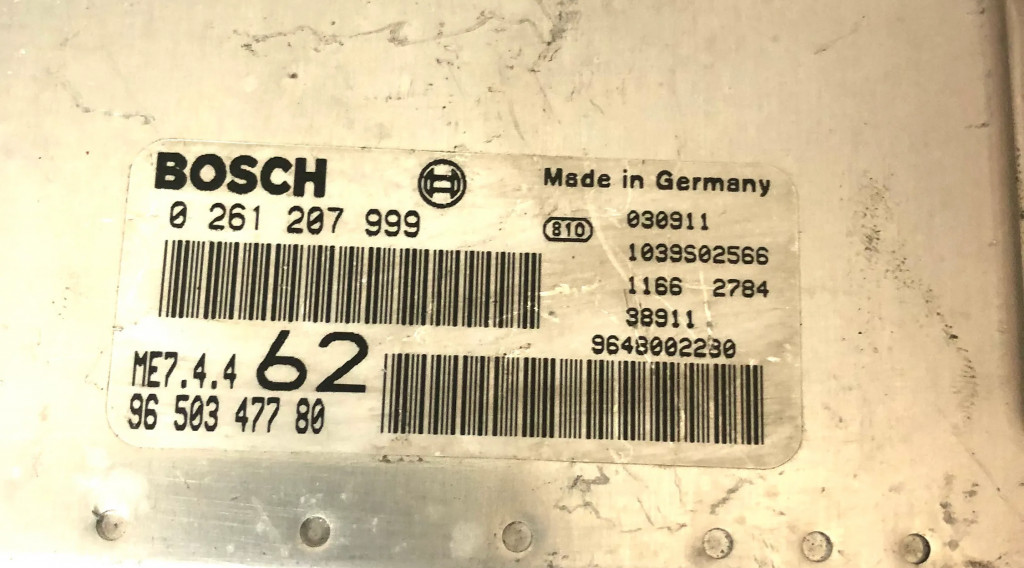 BOSCH
Made in Germany
0 261 207 999
810
030911
1039S02566
1166 2784
38911
9648002280
ME7.4.4 62
96 503 477 80